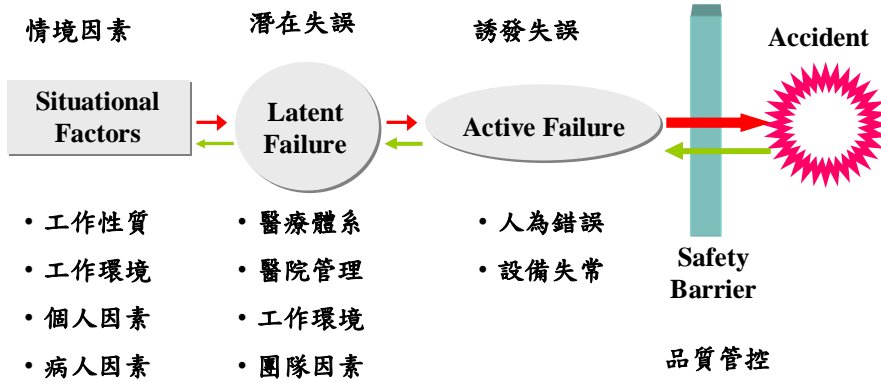 情境因素
潛在失誤
誘發失誤
Accident
Situational
Factors
Latent
Failure
Active Failure
• 工作性質
• 工作環境
• 個人因素
• 病人因素
• 醫療體系
• 醫院管理
• 工作環境
• 團隊因素
• 人為錯誤
• 設備失常
Safety
Barrier
品質管控